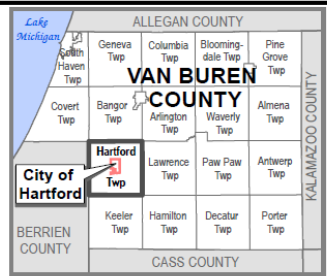 ALLEGAN COUNTY
Lake
Michigan
South
Haven
Twp
Geneva
Twp
Columbia
Twp
Blooming-
dale Twp
Pine
Grove
Twp
VAN BUREN
COUNTY
Covert
Twp
Bangor
Twp
Arlington
Twp
Waverly
Twp
Almena
Twp
KALAMAZOO COUNTY
Hartford
Twp
City of
Hartford
Lawrence
Twp
Paw Paw
Twp
Antwerp
Twp
Keeler
Twp
Hamilton
Twp
Decatur
Twp
Porter
Twp
BERRIEN
COUNTY
CASS COUNTY